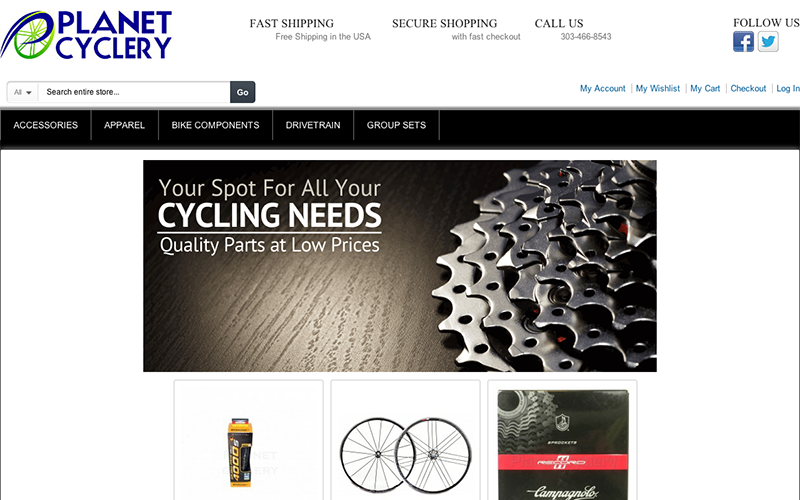 PLANET
CYCLERY
FAST SHIPPING
Free Shipping in the USA
SECURE SHOPPING
with fast checkout
CALL US
303-466-8543
FOLLOW US
All
Search entire store...
Go
My Account
My Wishlist
My Cart
Checkout
Log In
ACCESSORIES
APPAREL
BIKE COMPONENTS
DRIVETRAIN
GROUP SETS
Your Spot For All Your
CYCLING NEEDS
Quality Parts at Low Prices
4000s
PLANET
CYCLERY
SPROCKETS
RECORD
Campagnolo